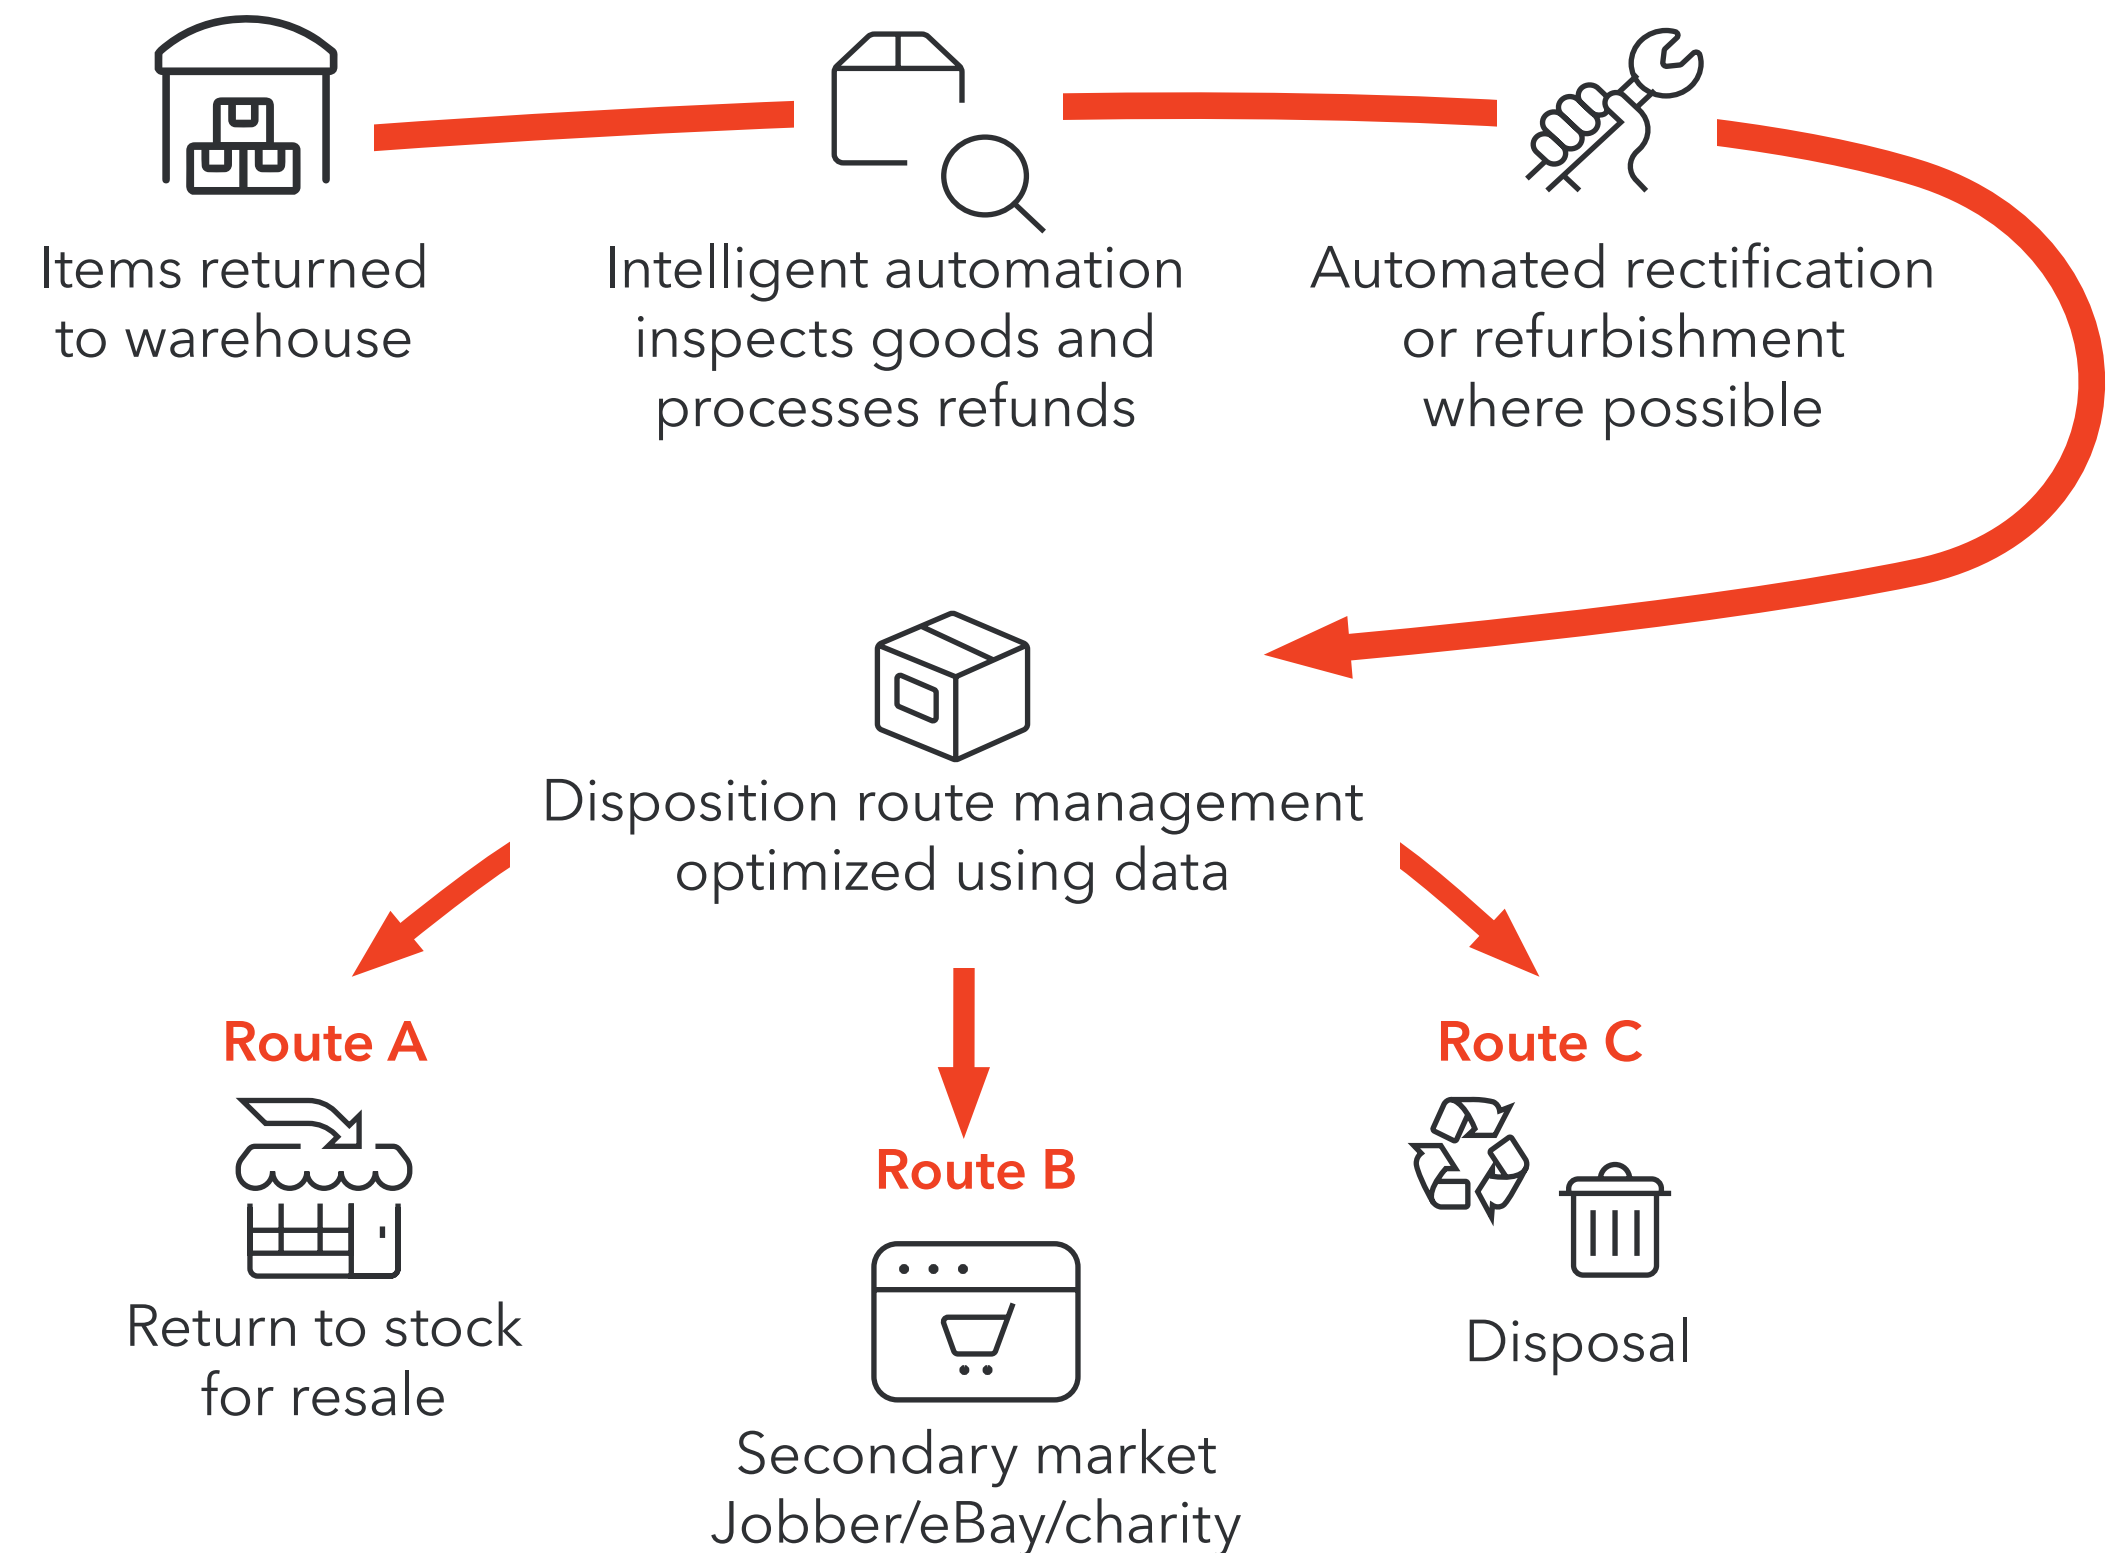 Items returned
to warehouse
Intelligent automation
inspects goods and
processes refunds
Automated rectification
or refurbishment
where possible
Disposition route management
optimized using data
Route A
Return to stock
for resale
Route B
Secondary market
Jobber/eBay/charity
Route C
Disposal